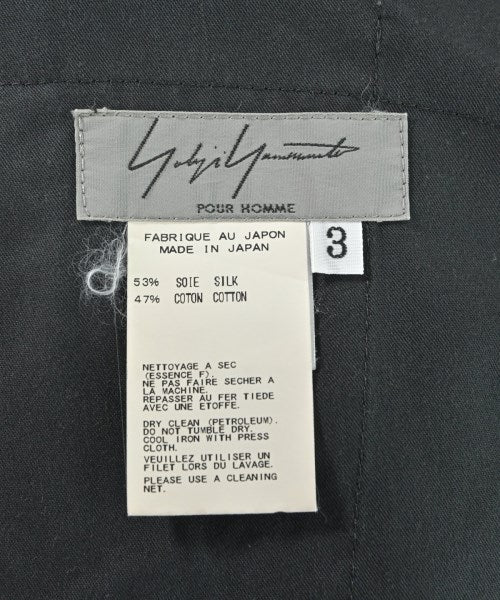 Yohji Yamamoto
POUR HOMME
3
FABRIQUE AU JAPON
MADE IN JAPAN
53% SOIE SILK
47% COTON COTTON
NETTOYAGE A SEC
(ESSENCE F).
NE PAS FAIRE SECHER A
LA MACHINE.
REPASSER AU FER TIEDE
AVEC UNE ETOFFE.
DRY CLEAN (PETROLEUM).
DO NOT TUMBLE DRY.
COOL IRON WITH PRESS
CLOTH.
VEUILLEZ UTILISER UN
FILET LORS DU LAVAGE.
PLEASE USE A CLEANING
NET.